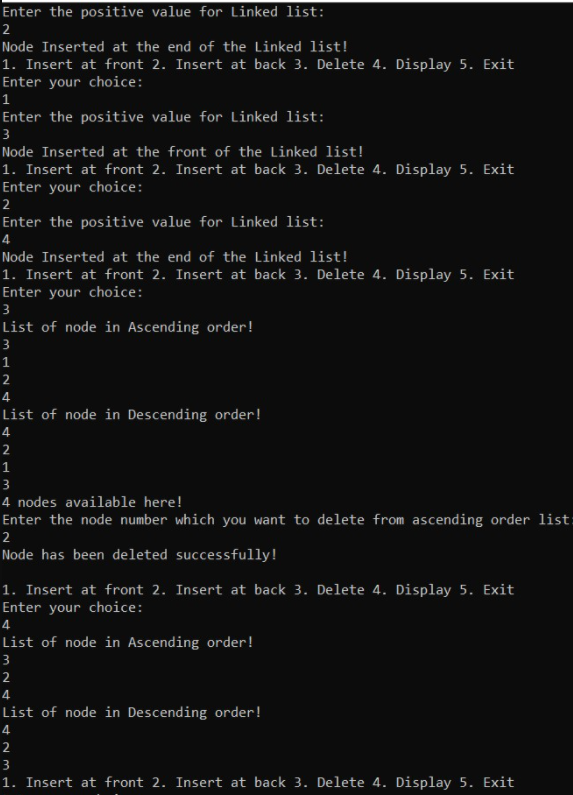 Enter the positive value for Linked list:
2
Node Inserted at the end of the Linked list!
1. Insert at front 2. Insert at back 3. Delete 4. Display 5. Exit
Enter your choice:
1
Enter the positive value for Linked list:
3
Node Inserted at the front of the Linked list!
1. Insert at front 2. Insert at back 3. Delete 4. Display 5. Exit
Enter your choice:
2
Enter the positive value for Linked list:
4
Node Inserted at the end of the Linked list!
1. Insert at front 2. Insert at back 3. Delete 4. Display 5. Exit
Enter your choice:
3
List of node in Ascending order!
3
1
2
4
List of node in Descending order!
4
2
1
3
4 nodes available here!
Enter the node number which you want to delete from ascending order list:
2
Node has been deleted successfully!
1. Insert at front 2. Insert at back 3. Delete 4. Display 5. Exit
Enter your choice:
4
List of node in Ascending order!
3
2
4
List of node in Descending order!
4
2
3
1. Insert at front 2. Insert at back 3. Delete 4. Display 5. Exit